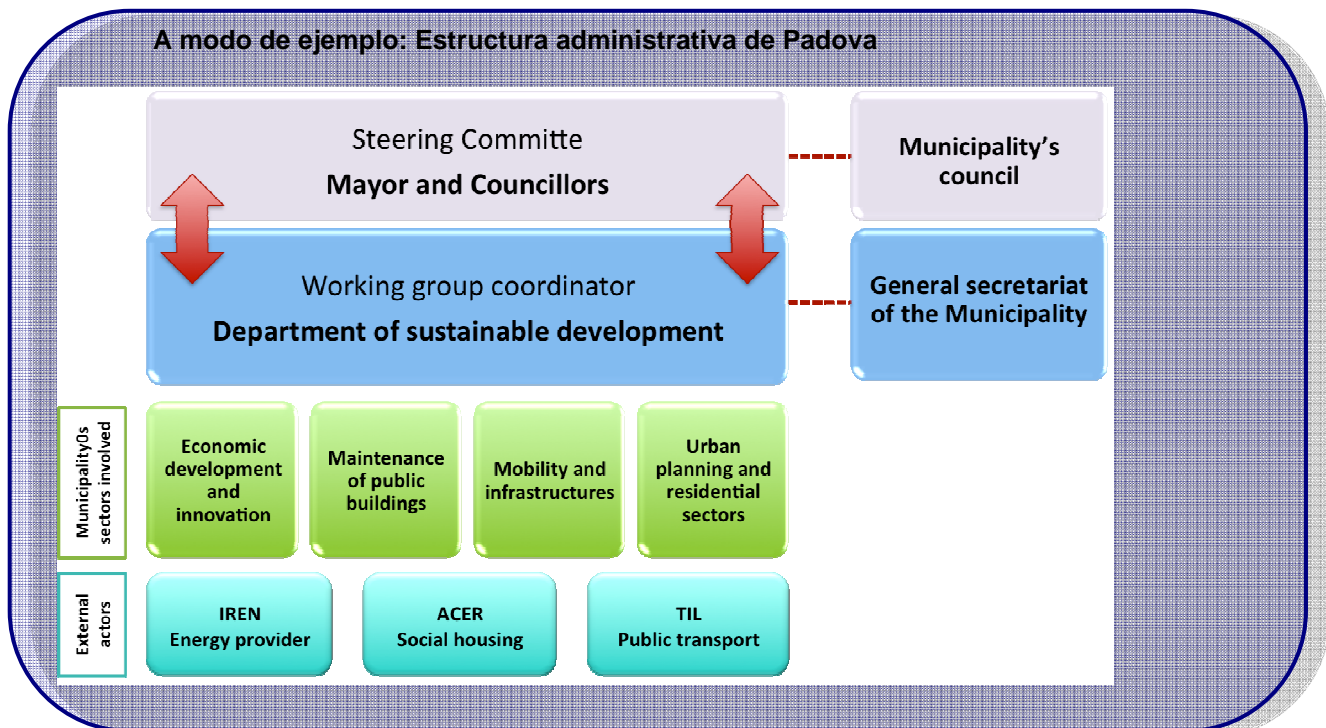 A modo de ejemplo: Estructura administrativa de Padova
Steering Committe
Mayor and Councillors
Municipality's
council
Working group coordinator
Department of sustainable development
General secretariat
of the Municipality
Municipality0s
sectors involved
Economic
development
and
innovation
Maintenance
of public
buildings
Mobility and
infrastructures
Urban
planning and
residential
sectors
External
actors
IREN
Energy provider
ACER
Social housing
TIL
Public transport